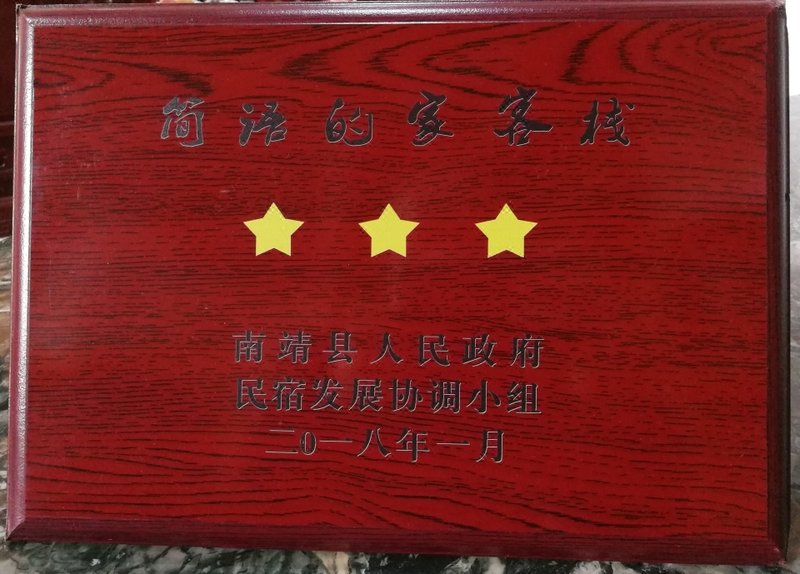 简语的家客栈
南靖县人民政府
民宿发展协调小组
二0一八年一月